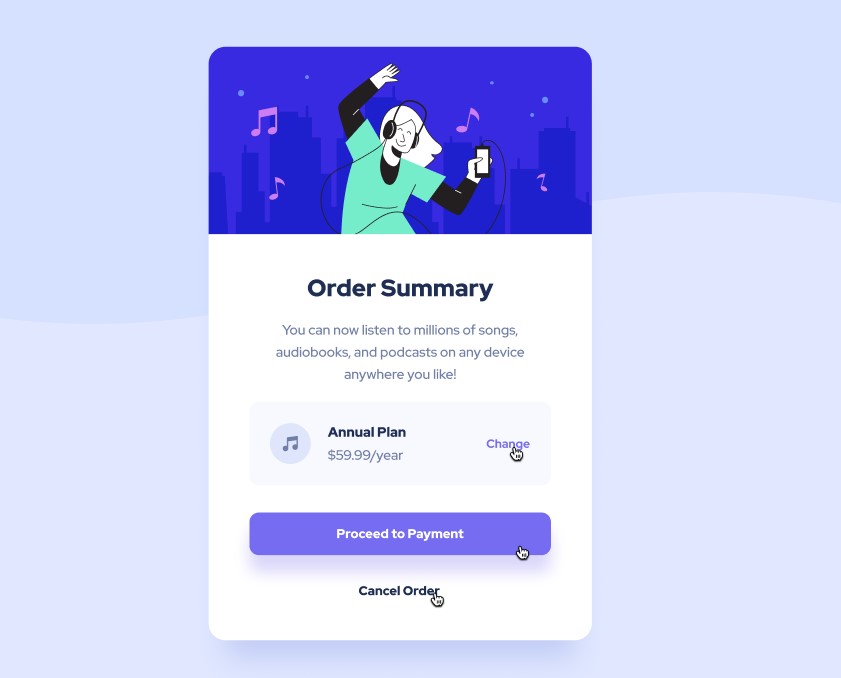 Order Summary
You can now listen to millions of songs,
audiobooks, and podcasts on any device
anywhere you like!
Annual Plan
$59.99/year
Change
Proceed to Payment
Cancel Order